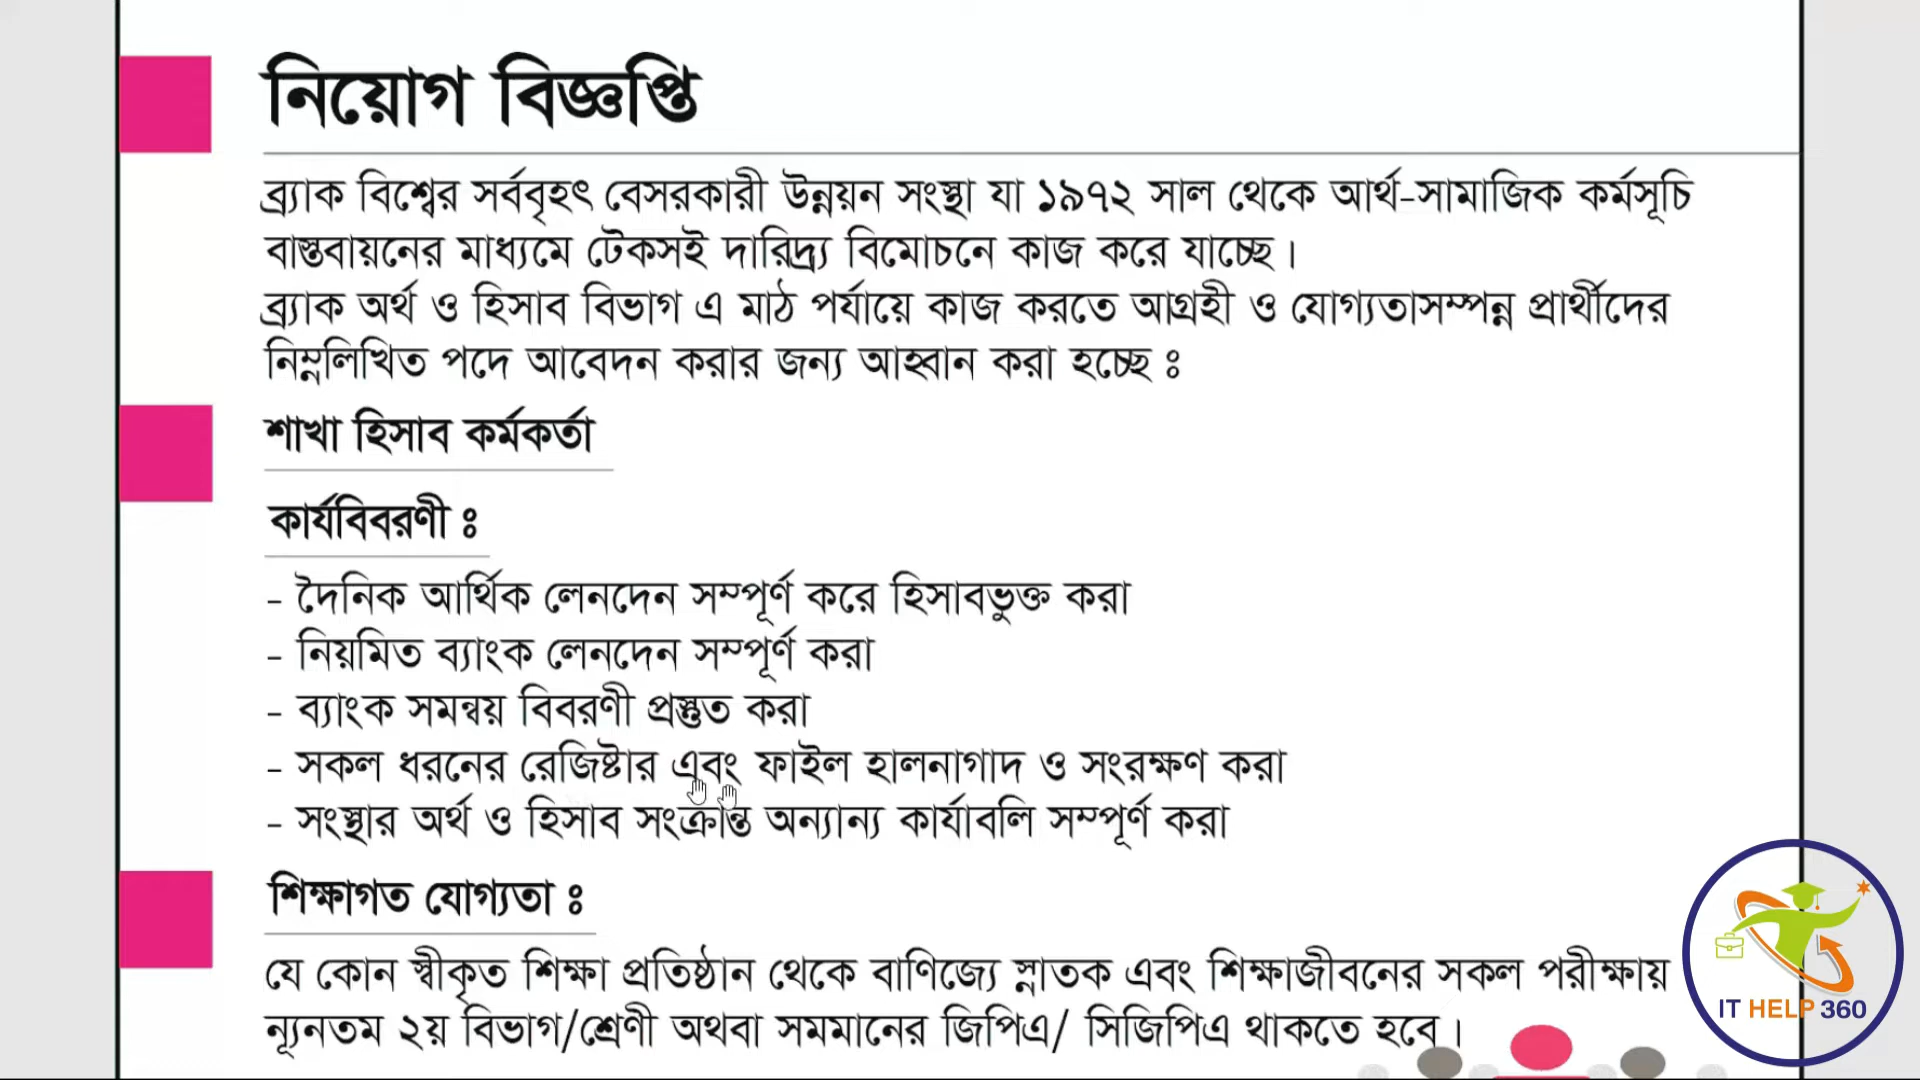 নিয়োগ বিজ্ঞপ্তি
ব্র্যাক বিশ্বের সর্ববৃহৎ বেসরকারী উন্নয়ন সংস্থা যা ১৯৭২ সাল থেকে আর্থ-সামাজিক কর্মসূচি
বাস্তবায়নের মাধ্যমে টেকসই দারিদ্র্য বিমোচনে কাজ করে যাচ্ছে।
ব্র্যাক অর্থ ও হিসাব বিভাগ এ মাঠ পর্যায়ে কাজ করতে আগ্রহী ও যোগ্যতাসম্পন্ন প্রার্থীদের
নিম্নলিখিত পদে আবেদন করার জন্য আহ্বান করা হচ্ছে ঃ
শাখা হিসাব কর্মকর্তা
কার্যবিবরণী ঃ
- দৈনিক আর্থিক লেনদেন সম্পূর্ণ করে হিসাবভুক্ত করা
- নিয়মিত ব্যাংক লেনদেন সম্পূর্ণ করা
- ব্যাংক সমন্বয় বিবরণী প্রস্তুত করা
- সকল ধরনের রেজিষ্টার এবং ফাইল হালনাগাদ ও সংরক্ষণ করা
- সংস্থার অর্থ ও হিসাব সংক্রান্ত অন্যান্য কার্যাবলি সম্পূর্ণ করা
শিক্ষাগত যোগ্যতা ঃ
যে কোন স্বীকৃত শিক্ষা প্রতিষ্ঠান থেকে বাণিজ্যে স্নাতক এবং শিক্ষাজীবনের সকল পরীক্ষায়
ন্যূনতম ২য় বিভাগ/শ্রেণী অথবা সমমানের জিপিএ/ সিজিপিএ থাকতে হবে।
IT HELP 360